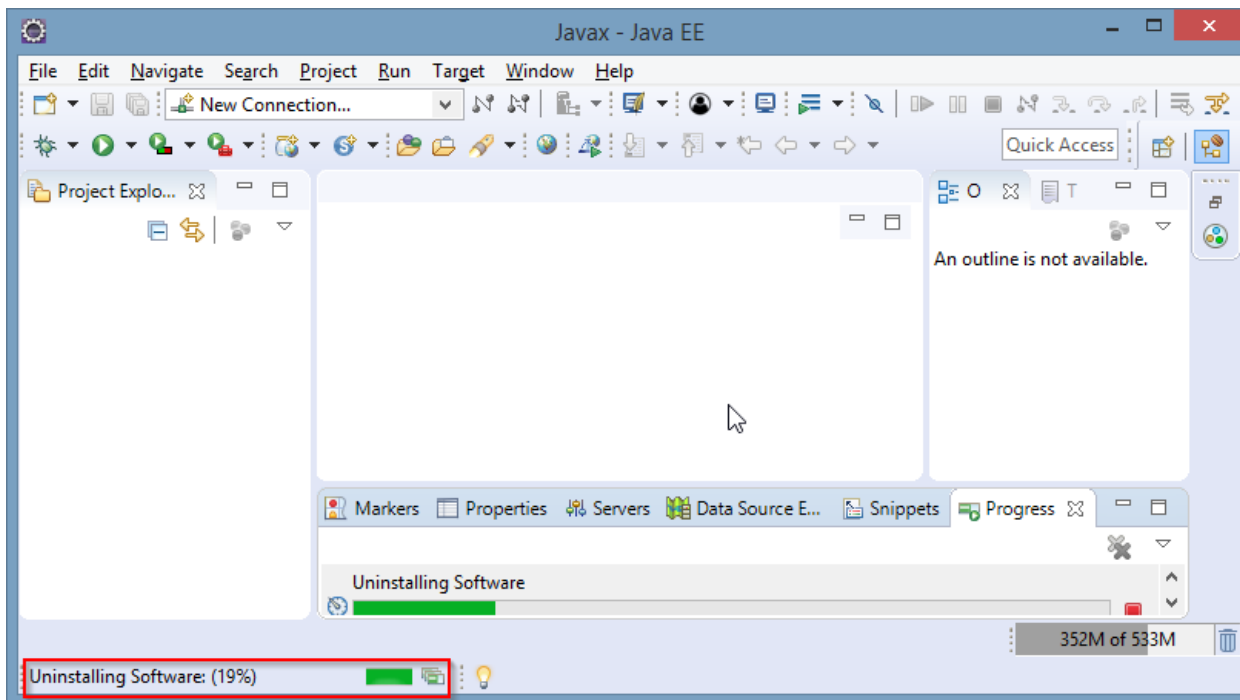 Javax - Java EE
File Edit Navigate Search Project Run Target Window Help
New Connection...
Quick Access
Project Explo...
O T
An outline is not available.
Markers Properties Servers Data Source E... Snippets Progress
Uninstalling Software
352M of 533M
Uninstalling Software: (19%)